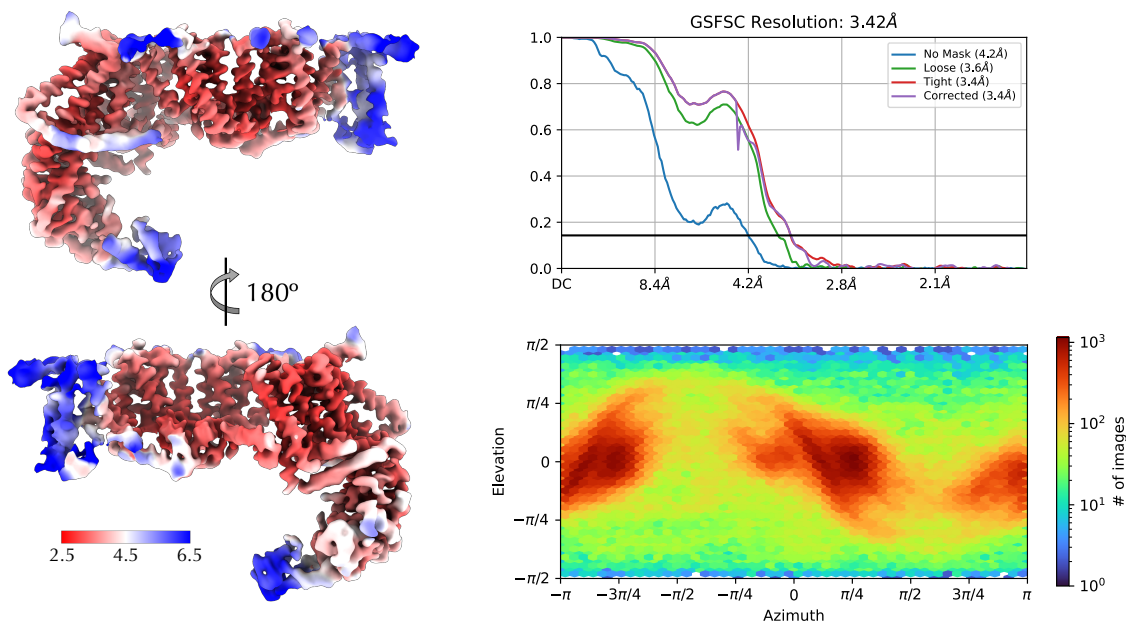 180º
2.5 4.5 6.5
GSFSC Resolution: 3.42Å
1.0
0.8
0.6
0.4
0.2
0.0
No Mask (4.2Å)
Loose (3.6Å)
Tight (3.4Å)
Corrected (3.4Å)
DC 8.4Å 4.2Å 2.8Å 2.1Å
π/2
π/4
0
−π/4
−π/2
Elevation
−π −3π/4 −π/2 −π/4 0 π/4 π/2 3π/4 π
Azimuth
10³
10²
10¹
10⁰
# of images